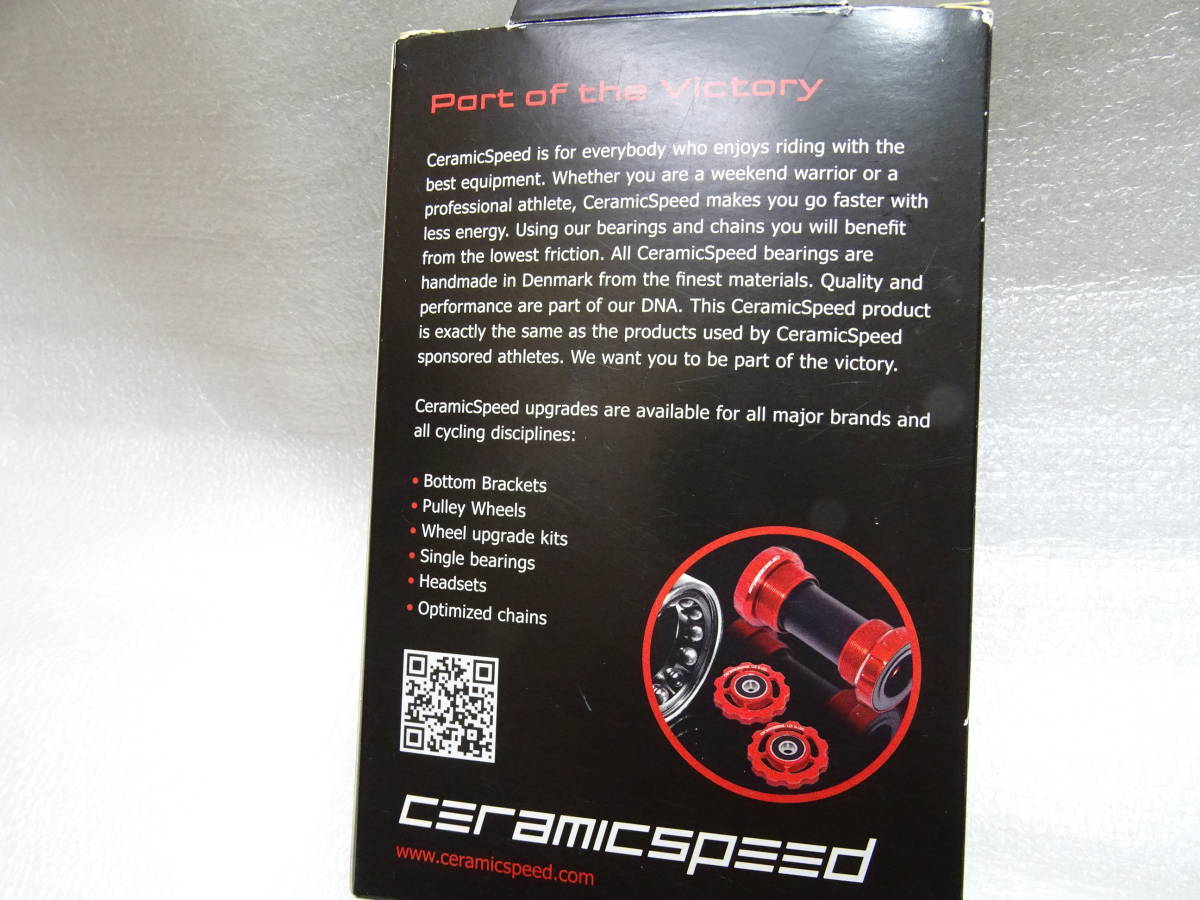 Part of the Victory
CeramicSpeed is for everybody who enjoys riding with the
best equipment. Whether you are a weekend warrior or a
professional athlete, CeramicSpeed makes you go faster with
less energy. Using our bearings and chains you will benefit
from the lowest friction. All CeramicSpeed bearings are
handmade in Denmark from the finest materials. Quality and
performance are part of our DNA. This CeramicSpeed product
is exactly the same as the products used by CeramicSpeed
sponsored athletes. We want you to be part of the victory.
CeramicSpeed upgrades are available for all major brands and
all cycling disciplines:
• Bottom Brackets
• Pulley Wheels
• Wheel upgrade kits
• Single bearings
• Headsets
• Optimized chains
ceramicspeed
www.ceramicspeed.com